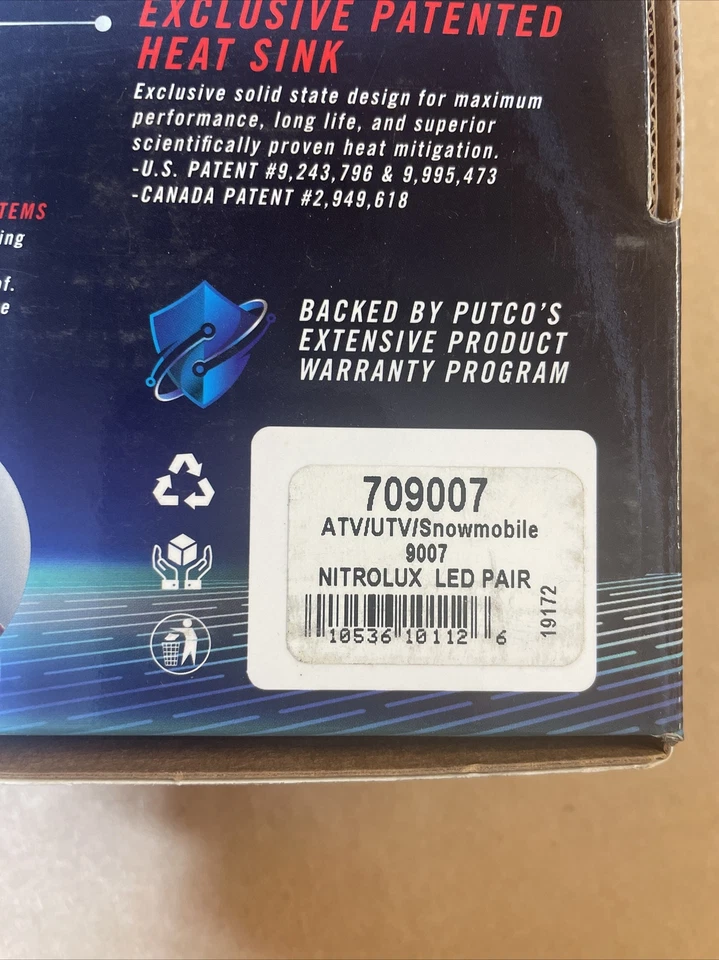 EXCLUSIVE PATENTED
HEAT SINK
Exclusive solid state design for maximum
performance, long life, and superior
scientifically proven heat mitigation.
-U.S. PATENT #9,243,796 & 9,995,473
-CANADA PATENT #2,949,618
TEMS
ing
of.
e
BACKED BY PUTCO'S
EXTENSIVE PRODUCT
WARRANTY PROGRAM
709007
ATV/UTV/Snowmobile
9007
NITROLUX LED PAIR
10536 10112 6
19172